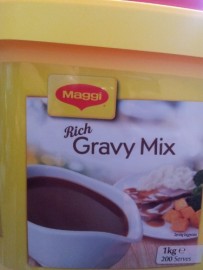 MAGGI
Rich
Gravy Mix
1kg e
200 Serves